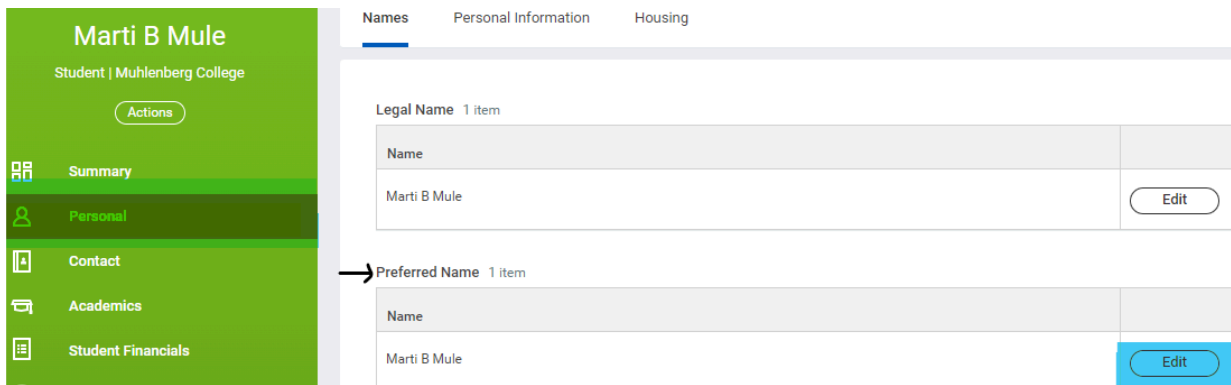 Marti B Mule
Student | Muhlenberg College
Actions
Summary
Personal
Contact
Academics
Student Financials
Names Personal Information Housing
Legal Name 1 item
Name
Marti B Mule Edit
Preferred Name 1 item
Name
Marti B Mule Edit